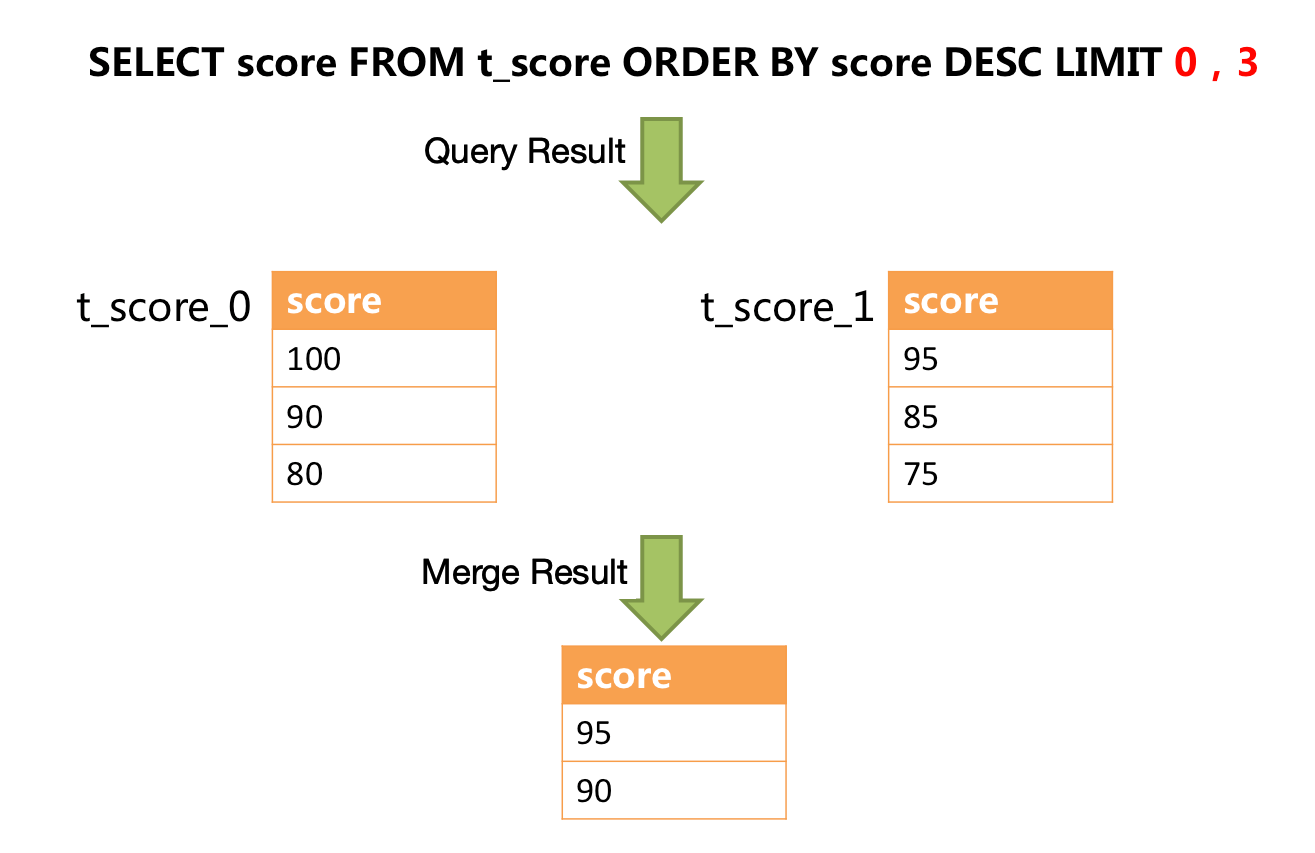 SELECT score FROM t_score ORDER BY score DESC LIMIT 0 , 3
Query Result
t_score_0
score
100
90
80
t_score_1
score
95
85
75
Merge Result
score
95
90